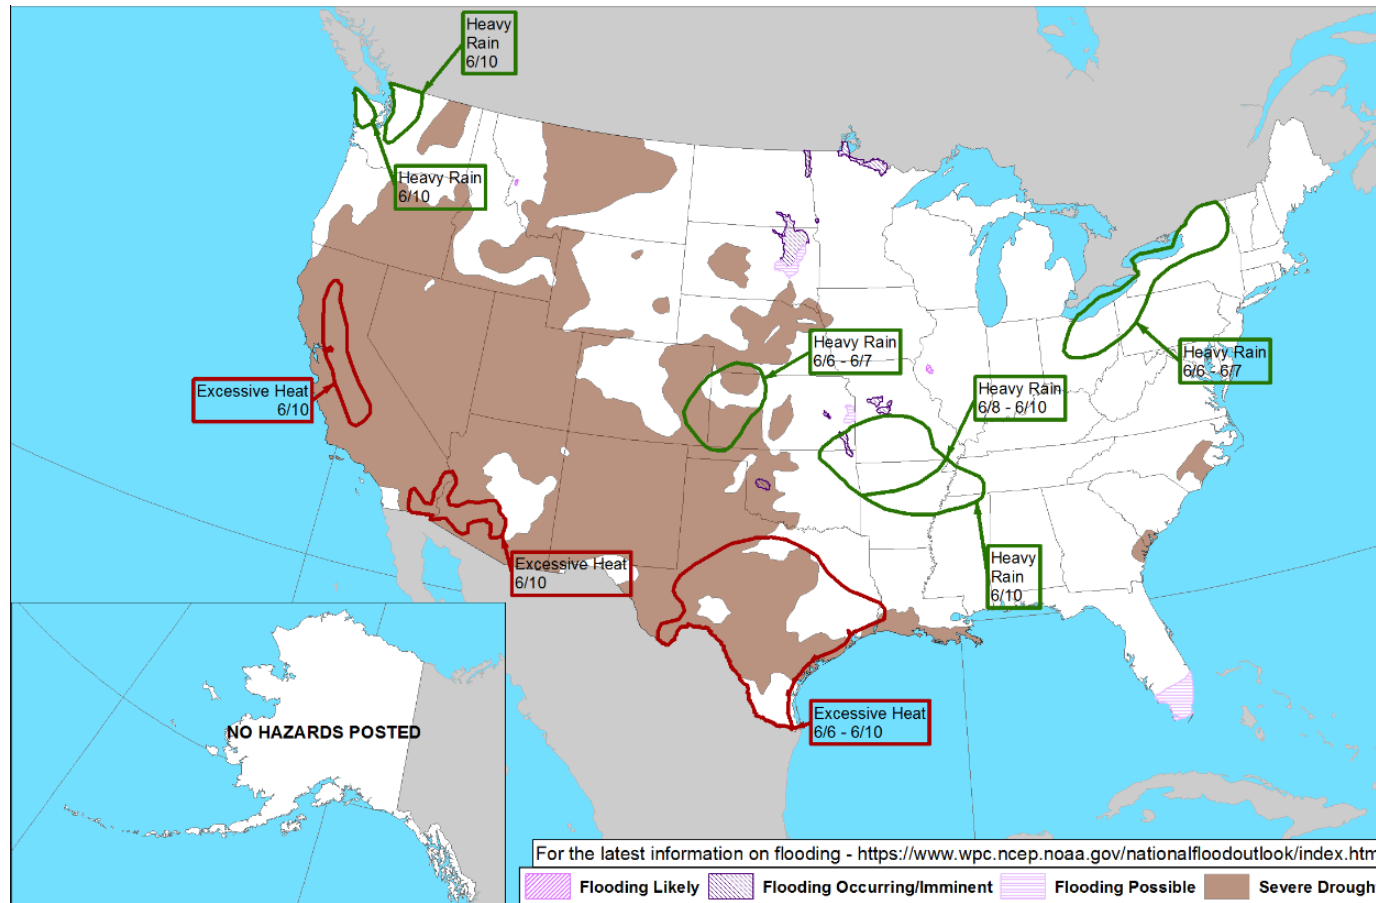 Heavy
Rain
6/10
Heavy Rain
6/10
Heavy Rain
6/6 - 6/7
Heavy Rain
6/6 - 6/7
Excessive Heat
6/10
Heavy Rain
6/8 - 6/10
Excessive Heat
6/10
Heavy
Rain
6/10
Excessive Heat
6/6 - 6/10
NO HAZARDS POSTED
For the latest information on flooding - https://www.wpc.ncep.noaa.gov/nationalfloodoutlook/index.htm
Flooding Likely
Flooding Occurring/Imminent
Flooding Possible
Severe Drough